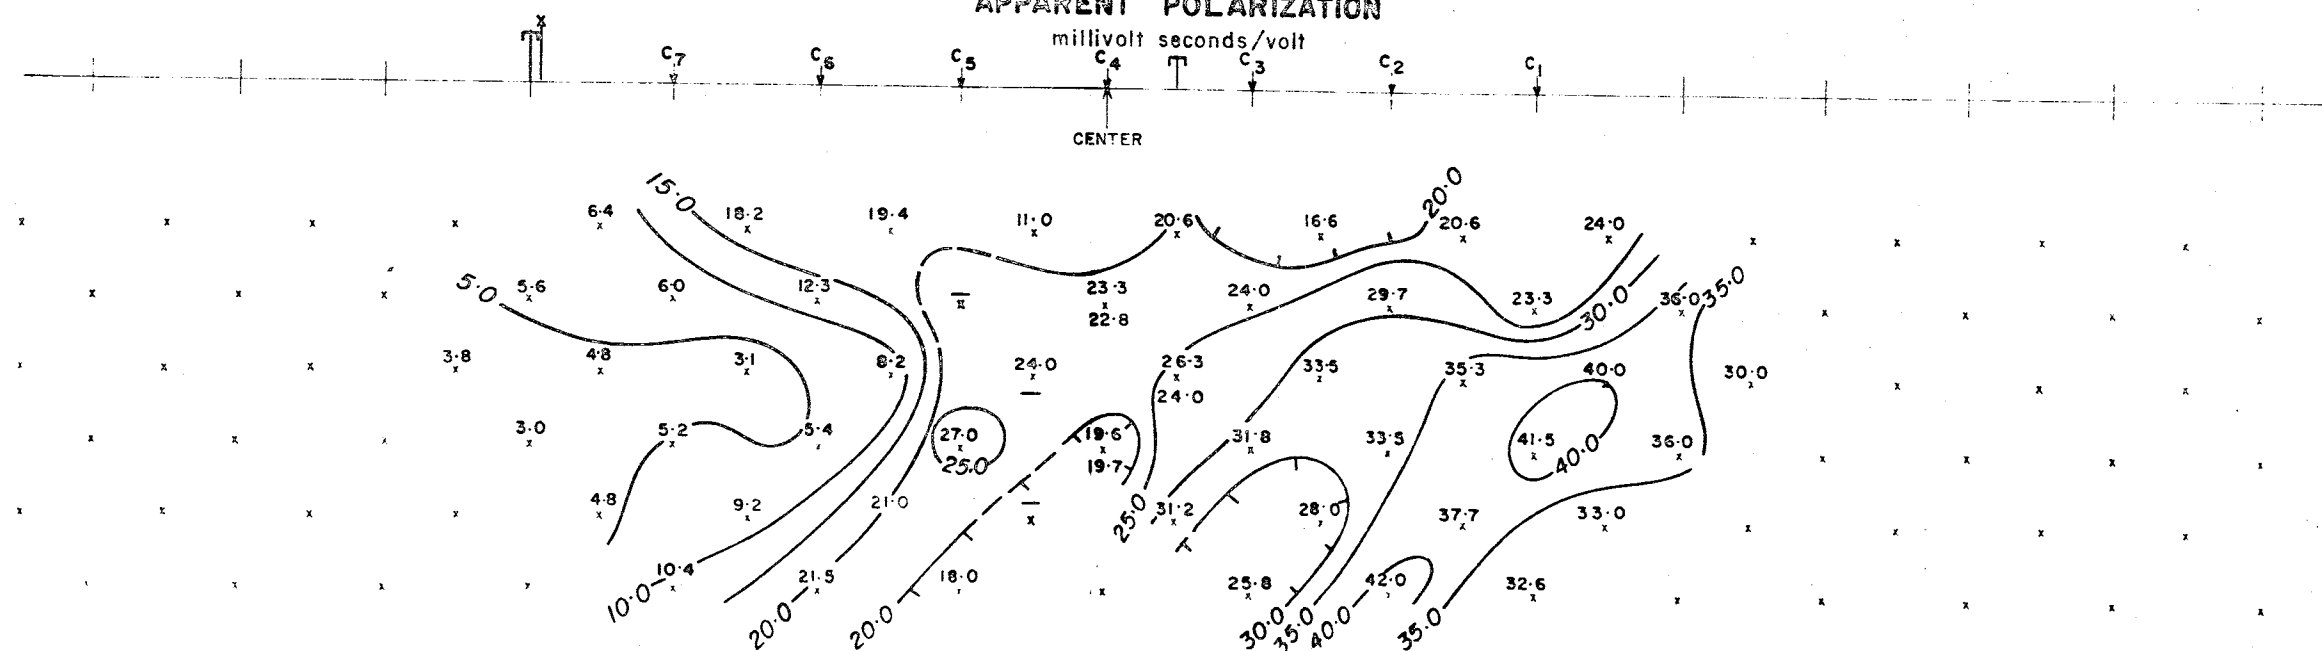 APPARENT POLARIZATION
millivolt seconds/volt
C7 C6 C5 C4 C3 C2 C1
CENTER
15.0 20.0
6.4 18.2 19.4 11.0 20.6 16.6 20.6 24.0
5.0 5.6 6.0 12.3 23.3 24.0 29.7 23.3 30.0 36.0 35.0
22.8
3.8 4.8 3.1 8.2 24.0 26.3 33.5 35.3 40.0 30.0
24.0
3.0 5.2 5.4 27.0 19.6 31.8 33.5 41.5 36.0
25.0 19.7 40.0
4.8 9.2 21.0 25.0 31.2 28.0 37.7 33.0
10.4 21.5 18.0 25.8 42.0 32.6
10.0 20.0 20.0 30.0 35.0 40.0 35.0